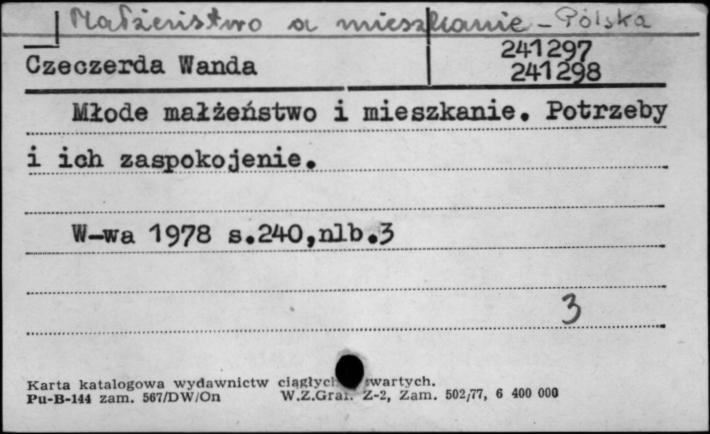 Małżeństwo a mieszkanie - Polska
241297
Czeczerda Wanda 241298
Młode małżeństwo i mieszkanie. Potrzeby
i ich zaspokojenie.
W-wa 1978 s.240,nlb.3
3
Karta katalogowa wydawnictw
Pu-B-144 zam. 567/DW/On W.Z.Graf. Z-2, Zam. 502/77, 6 400 000